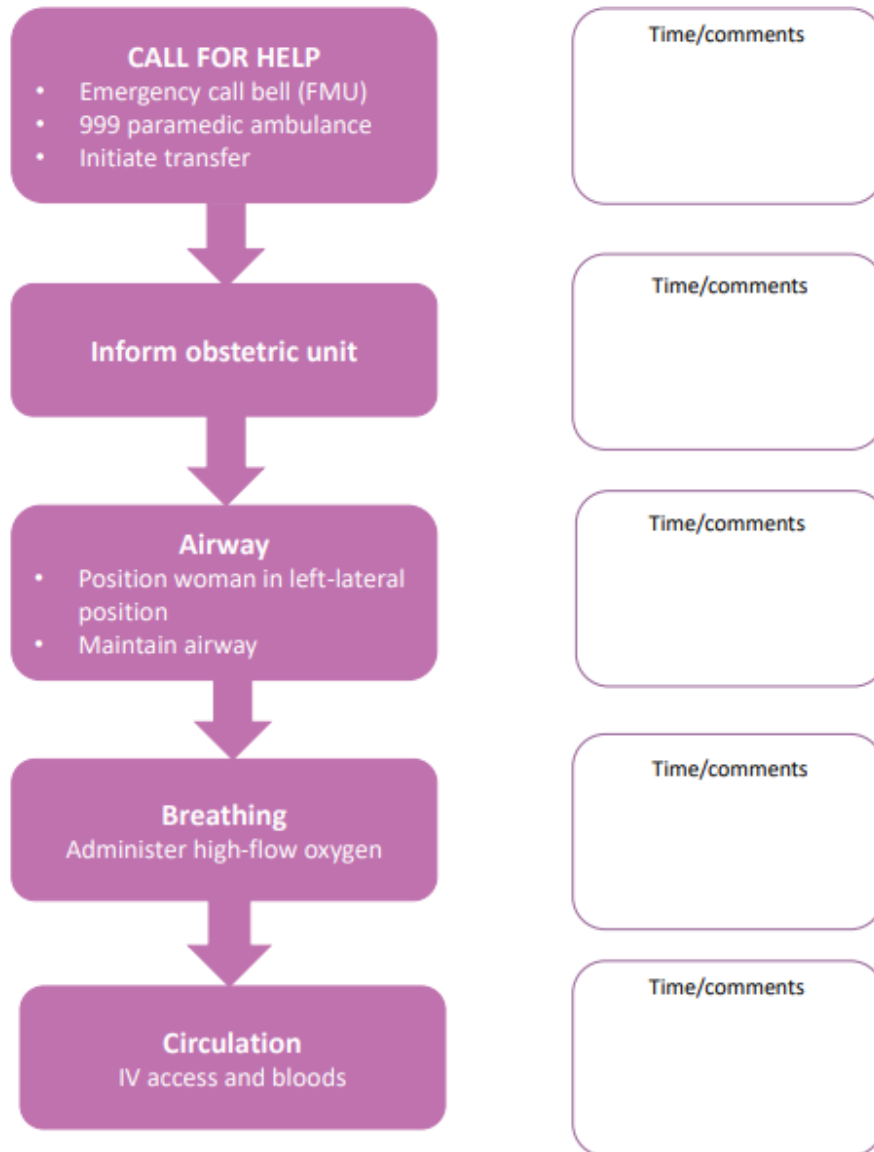 CALL FOR HELP
Time/comments
• Emergency call bell (FMU)
• 999 paramedic ambulance
• Initiate transfer
Inform obstetric unit
Time/comments
Airway
Time/comments
• Position woman in left-lateral
position
• Maintain airway
Breathing
Time/comments
Administer high-flow oxygen
Circulation
Time/comments
IV access and bloods